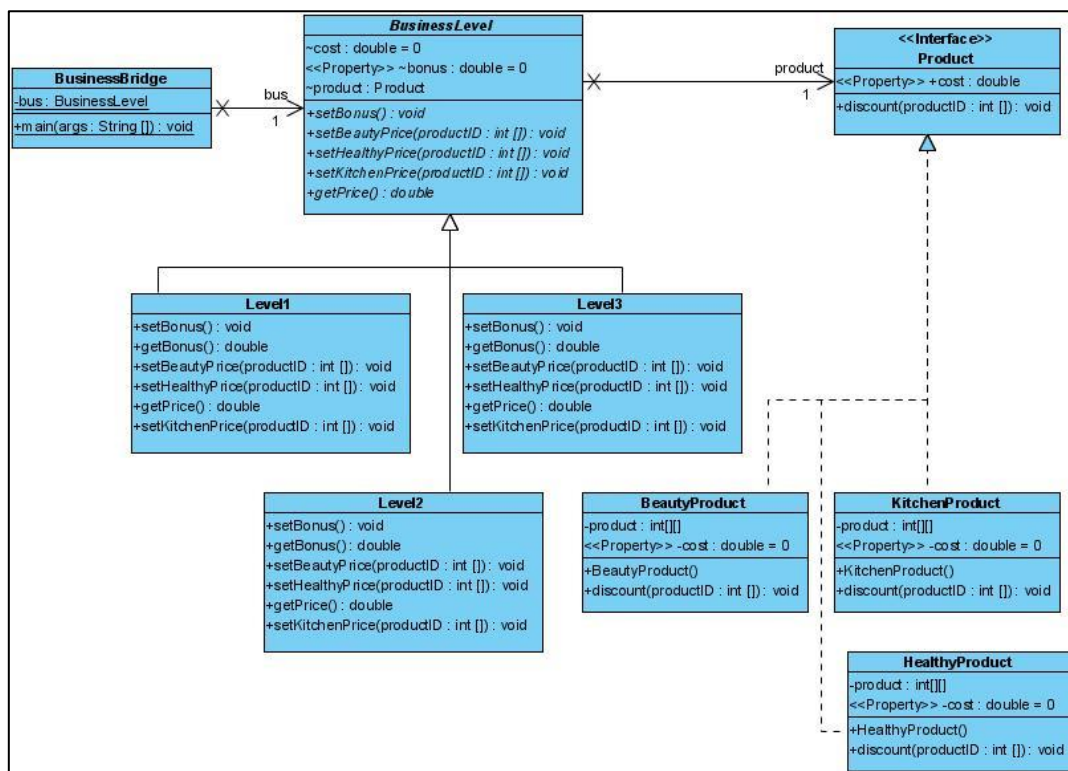 BusinessLevel
~cost : double = 0
<<Property>> ~bonus : double = 0
~product : Product
+setBonus() : void
+setBeautyPrice(productID : int []) : void
+setHealthyPrice(productID : int []) : void
+setKitchenPrice(productID : int []) : void
+getPrice() : double
BusinessBridge
-bus : BusinessLevel
+main(args : String []) : void
bus
1
product
1
<<Interface>>
Product
<<Property>> +cost : double
+discount(productID : int []) : void
Level1
+setBonus() : void
+getBonus() : double
+setBeautyPrice(productID : int []) : void
+setHealthyPrice(productID : int []) : void
+getPrice() : double
+setKitchenPrice(productID : int []) : void
Level3
+setBonus() : void
+getBonus() : double
+setBeautyPrice(productID : int []) : void
+setHealthyPrice(productID : int []) : void
+getPrice() : double
+setKitchenPrice(productID : int []) : void
Level2
+setBonus() : void
+getBonus() : double
+setBeautyPrice(productID : int []) : void
+setHealthyPrice(productID : int []) : void
+getPrice() : double
+setKitchenPrice(productID : int []) : void
BeautyProduct
-product : int[][]
<<Property>> -cost : double = 0
+BeautyProduct()
+discount(productID : int []) : void
KitchenProduct
-product : int[][]
<<Property>> -cost : double = 0
+KitchenProduct()
+discount(productID : int []) : void
HealthyProduct
-product : int[][]
<<Property>> -cost : double = 0
+HealthyProduct()
+discount(productID : int []) : void